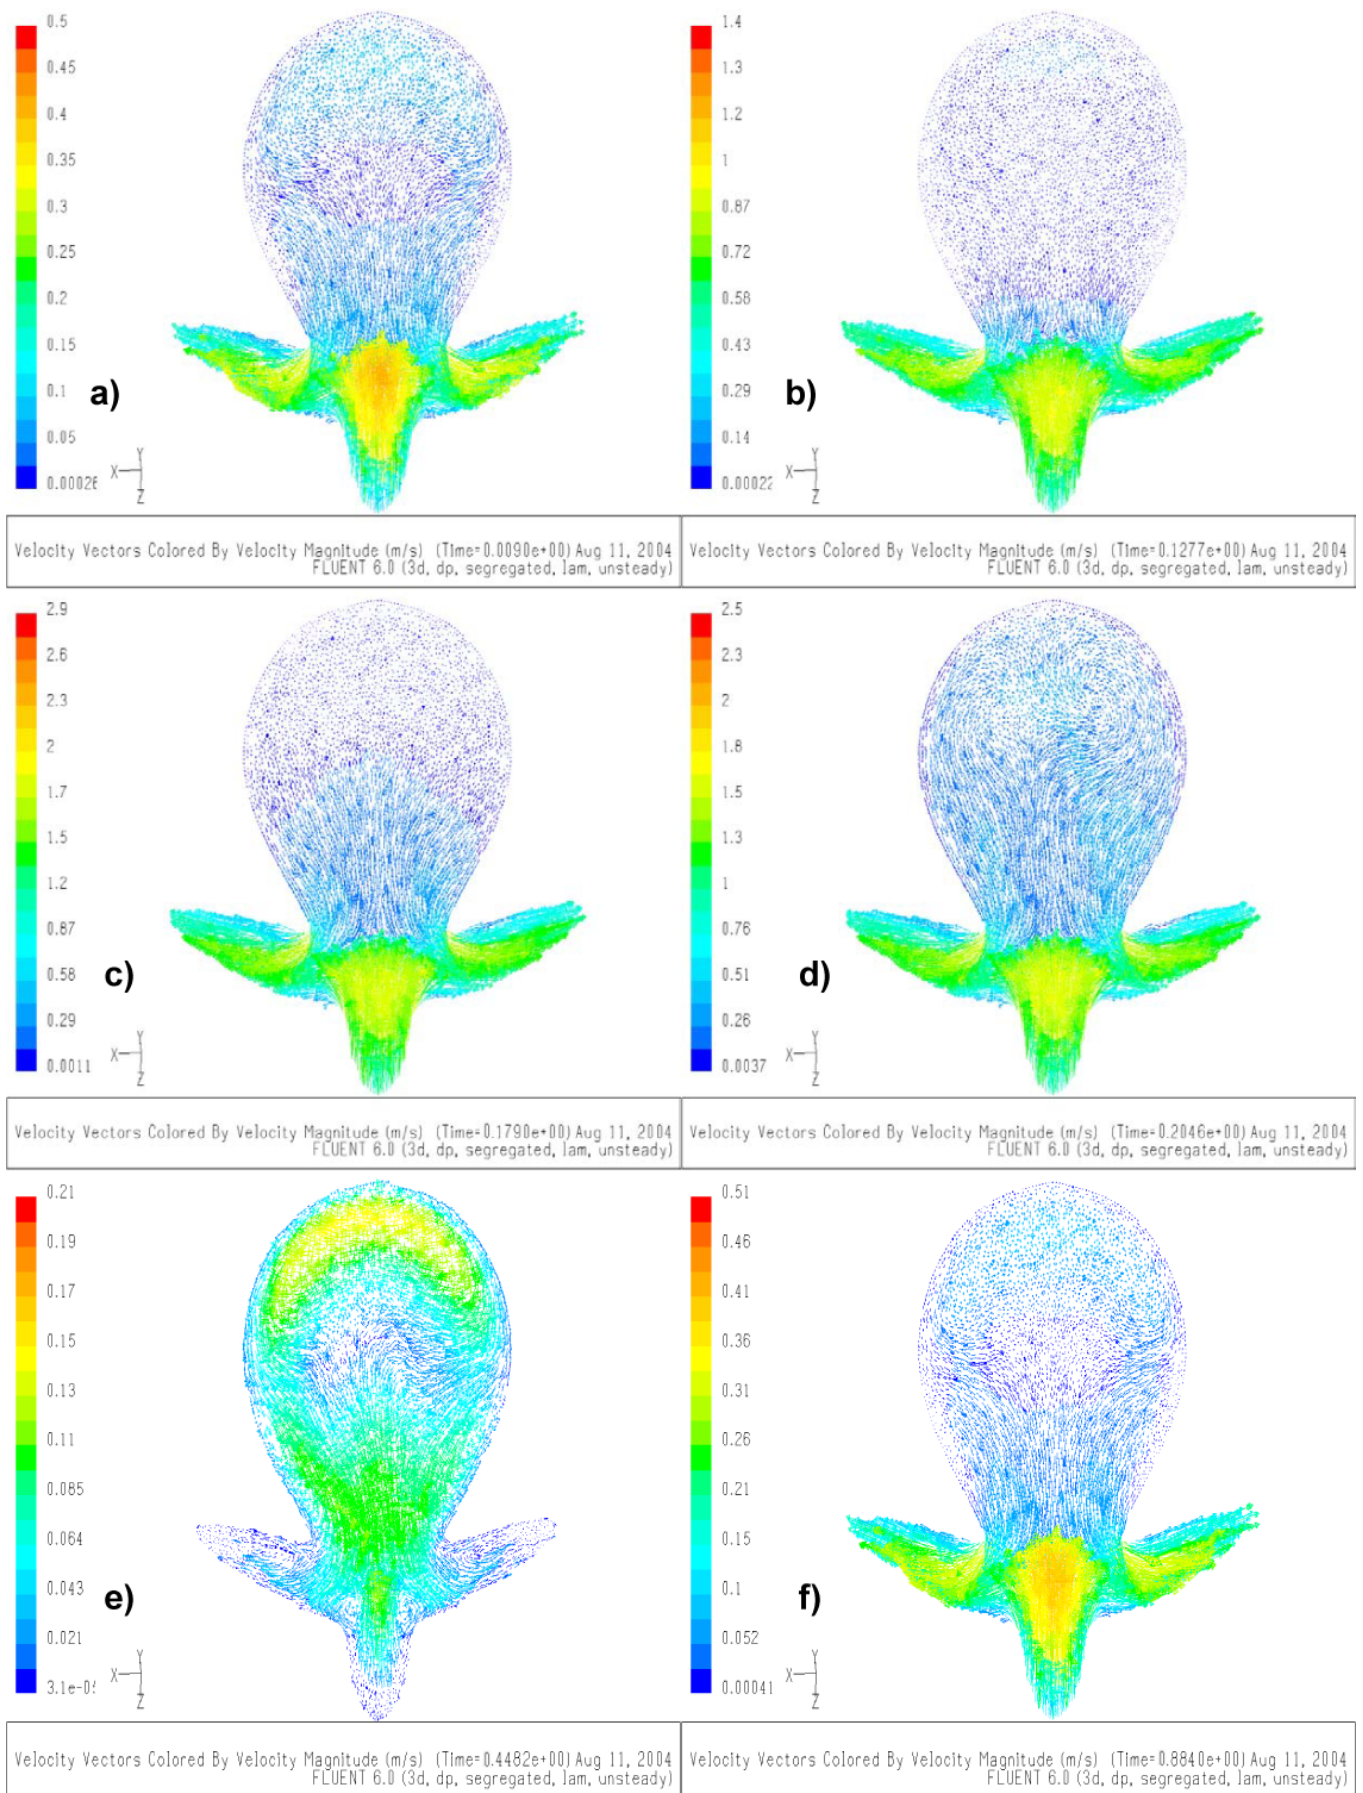 0.5
0.45
0.4
0.35
0.3
0.25
0.2
0.15
0.1
0.05
0.00026
a)
Y
X
Z
Velocity Vectors Colored By Velocity Magnitude (m/s) (Time=0.0090e+00) Aug 11, 2004
FLUENT 6.0 (3d, dp, segregated, lam, unsteady)
1.4
1.3
1.2
1
0.87
0.72
0.58
0.43
0.29
0.14
0.00022
b)
Y
X
Z
Velocity Vectors Colored By Velocity Magnitude (m/s) (Time=0.1277e+00) Aug 11, 2004
FLUENT 6.0 (3d, dp, segregated, lam, unsteady)
2.9
2.6
2.3
2
1.7
1.5
1.2
0.87
0.58
0.29
0.0011
c)
Y
X
Z
Velocity Vectors Colored By Velocity Magnitude (m/s) (Time=0.1790e+00) Aug 11, 2004
FLUENT 6.0 (3d, dp, segregated, lam, unsteady)
2.5
2.3
2
1.8
1.5
1.3
1
0.76
0.51
0.26
0.0037
d)
Y
X
Z
Velocity Vectors Colored By Velocity Magnitude (m/s) (Time=0.2046e+00) Aug 11, 2004
FLUENT 6.0 (3d, dp, segregated, lam, unsteady)
0.21
0.19
0.17
0.15
0.13
0.11
0.085
0.064
0.043
0.021
e)
Y
X
Z
Velocity Vectors Colored By Velocity Magnitude (m/s) (Time=0.4482e+00) Aug 11, 2004
FLUENT 6.0 (3d, dp, segregated, lam, unsteady)
0.51
0.46
0.41
0.36
0.31
0.26
0.21
0.15
0.1
0.052
0.00041
f)
Y
X
Z
Velocity Vectors Colored By Velocity Magnitude (m/s) (Time=0.8840e+00) Aug 11, 2004
FLUENT 6.0 (3d, dp, segregated, lam, unsteady)